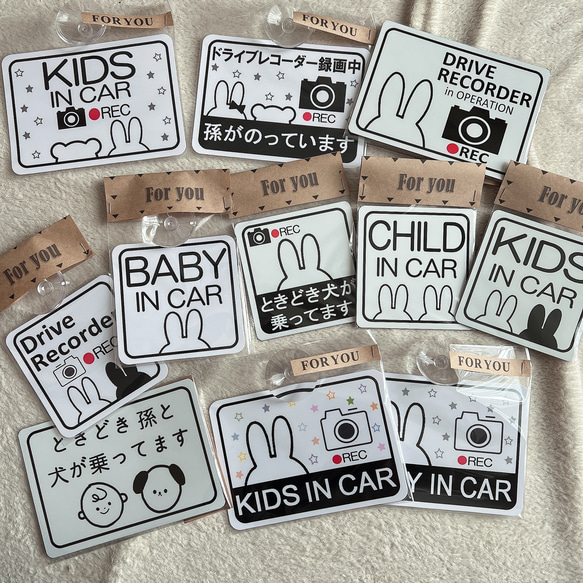 FOR YOU
KIDS
IN CAR
REC
FOR YOU
ドライブレコーダー録画中
REC
孫がのっています
DRIVE
RECORDER
in OPERATION
REC
For you
BABY
IN CAR
For you
REC
ときどき犬が
乗ってます
For you
CHILD
IN CAR
For you
KIDS
IN CAR
For you
Drive
Recorder
REC
ときどき孫と
犬が乗ってます
FOR YOU
REC
KIDS IN CAR
FOR YOU
REC
Y IN CAR